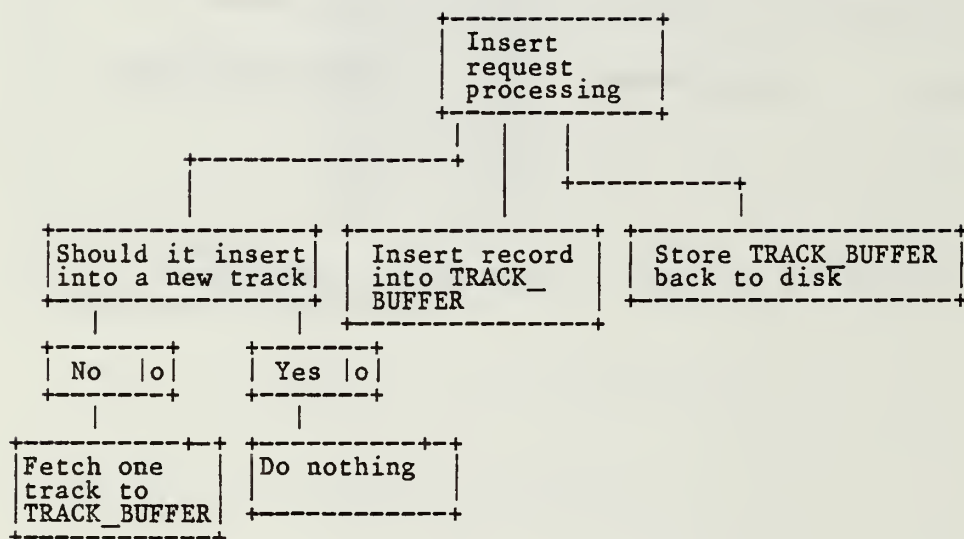 Insert
request
processing
Should it insert
into a new track
Insert record
into TRACK_
BUFFER
Store TRACK_BUFFER
back to disk
No |o|
Yes |o|
Fetch one
track to
TRACK_BUFFER
Do nothing